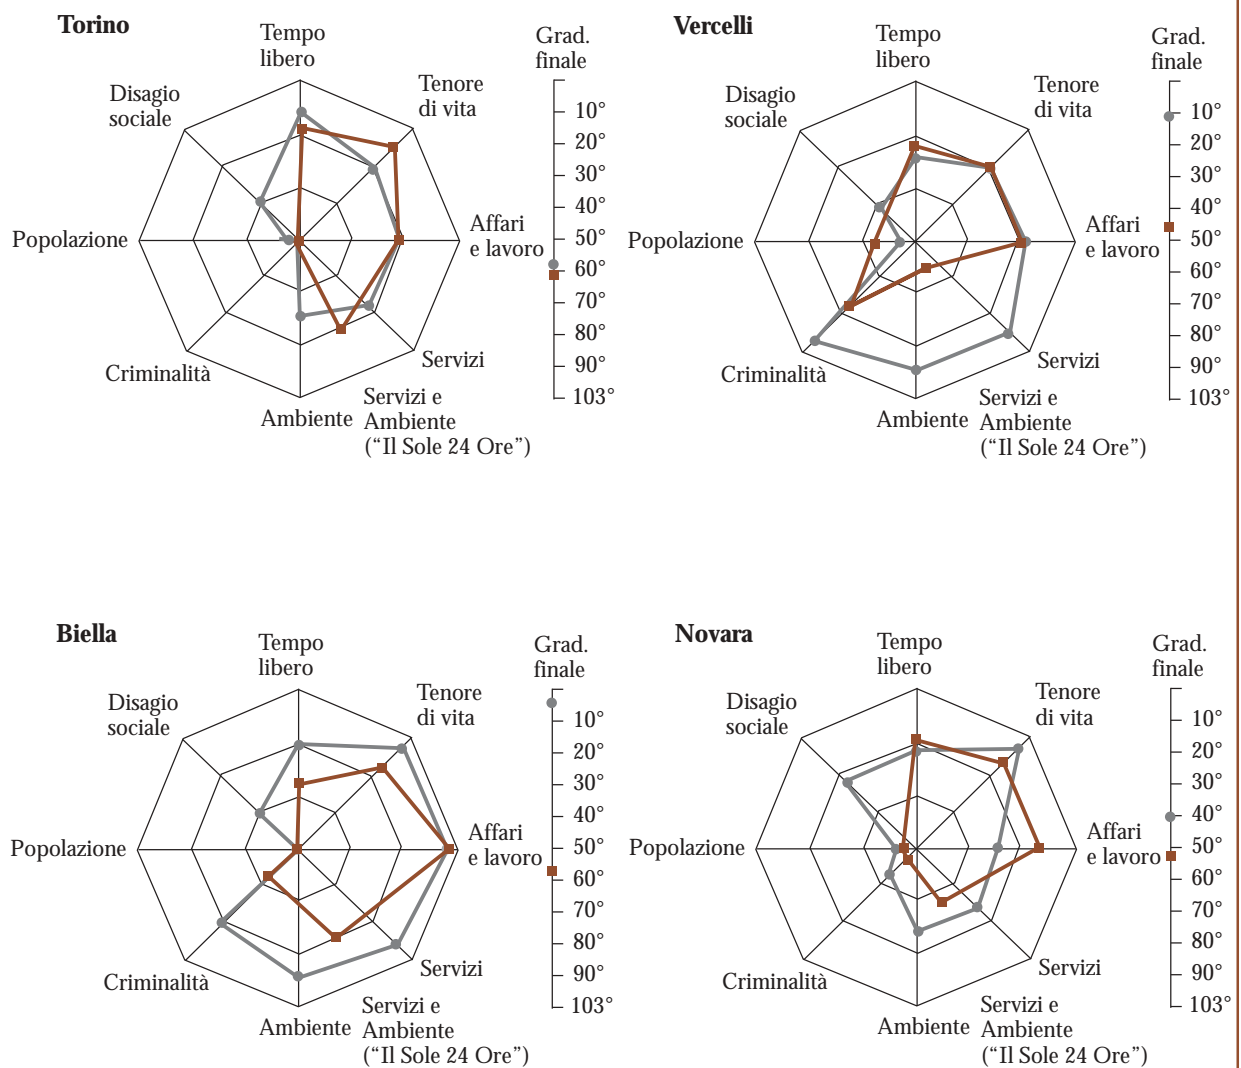 Torino
Tempo
libero
Grad.
finale
Tenore
di vita
Disagio
sociale
Popolazione
Affari
e lavoro
Criminalità
Servizi
Ambiente
Servizi e
Ambiente
(“Il Sole 24 Ore”)
10°
20°
30°
40°
50°
60°
70°
80°
90°
103°
Vercelli
Tempo
libero
Grad.
finale
Tenore
di vita
Disagio
sociale
Popolazione
Affari
e lavoro
Criminalità
Servizi
Ambiente
Servizi e
Ambiente
(“Il Sole 24 Ore”)
10°
20°
30°
40°
50°
60°
70°
80°
90°
103°
Biella
Tempo
libero
Grad.
finale
Tenore
di vita
Disagio
sociale
Popolazione
Affari
e lavoro
Criminalità
Servizi
Ambiente
Servizi e
Ambiente
(“Il Sole 24 Ore”)
10°
20°
30°
40°
50°
60°
70°
80°
90°
103°
Novara
Tempo
libero
Grad.
finale
Tenore
di vita
Disagio
sociale
Popolazione
Affari
e lavoro
Criminalità
Servizi
Ambiente
Servizi e
Ambiente
(“Il Sole 24 Ore”)
10°
20°
30°
40°
50°
60°
70°
80°
90°
103°